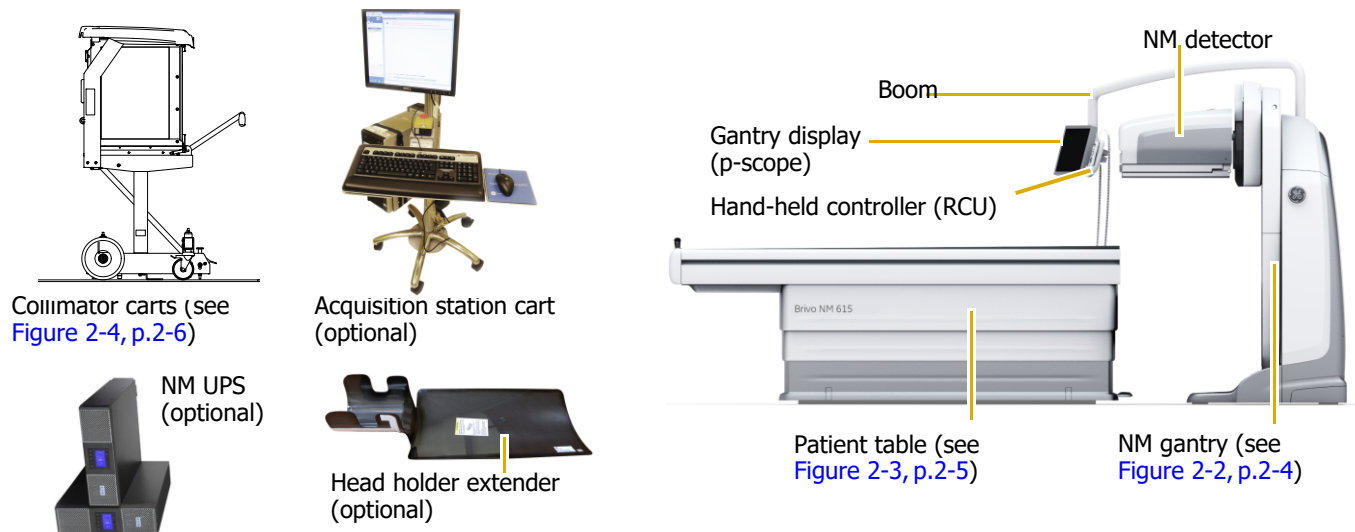 Collimator carts (see
Figure 2-4, p.2-6)
Acquisition station cart
(optional)
NM UPS
(optional)
Head holder extender
(optional)
NM detector
Boom
Gantry display
(p-scope)
Hand-held controller (RCU)
GE
Brivo NM 615
Patient table (see
Figure 2-3, p.2-5)
NM gantry (see
Figure 2-2, p.2-4)